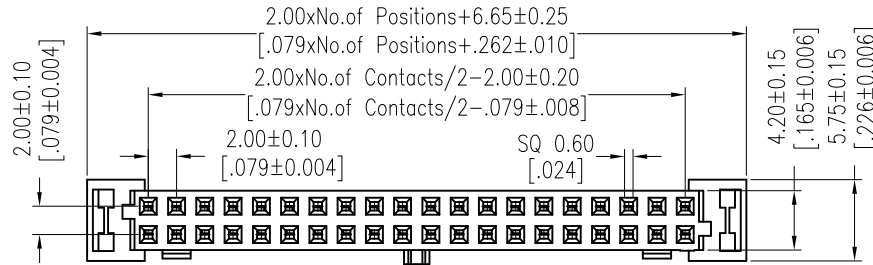 2.00xNo.of Positions+6.65±0.25
[.079xNo.of Positions+.262±.010]
2.00xNo.of Contacts/2-2.00±0.20
[.079xNo.of Contacts/2-.079±.008]
2.00±0.10
[.079±0.004]
2.00±0.10
[.079±0.004]
SQ 0.60
[.024]
4.20±0.15
[.165±0.006]
5.75±0.15
[.226±0.006]